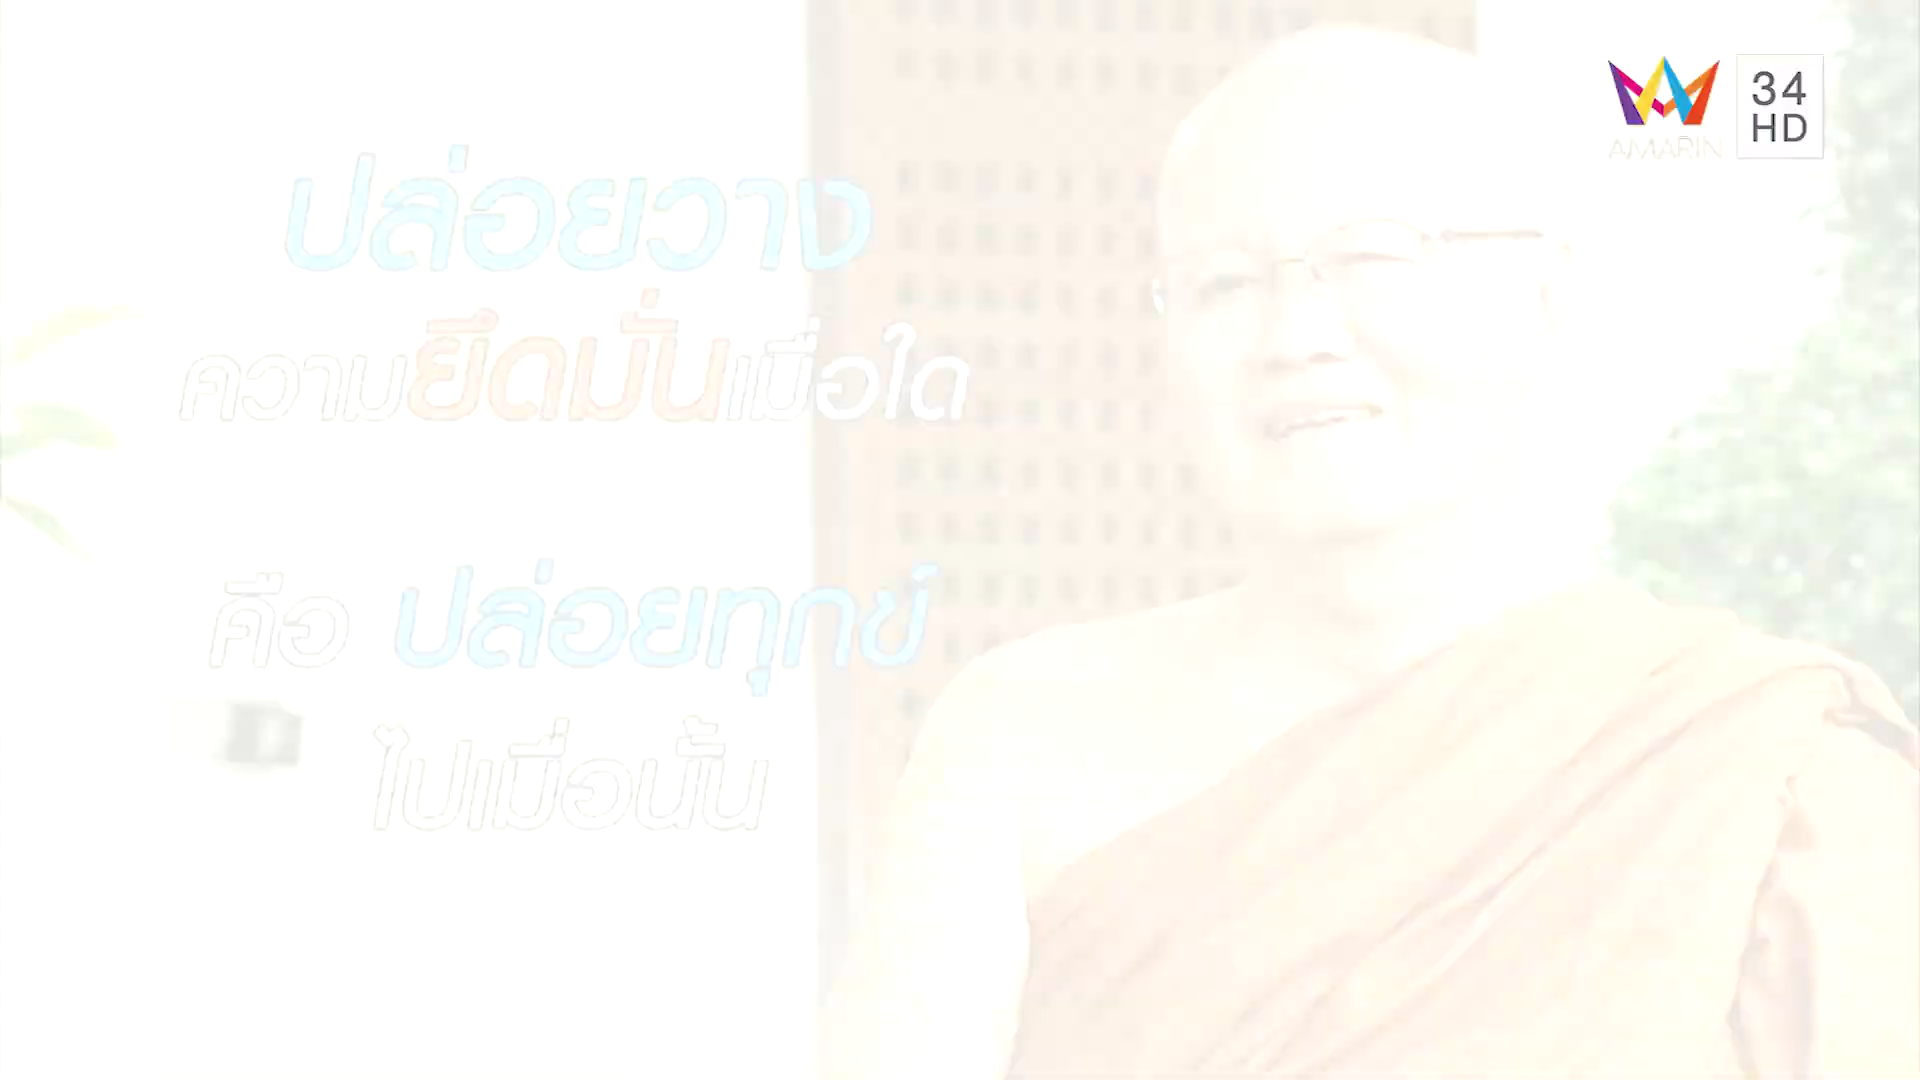 ปล่อยวาง
ความยึดมั่นเมื่อใด
คือ ปล่อยทุกข์
ไปเมื่อนั้น
AMARIN
34
HD